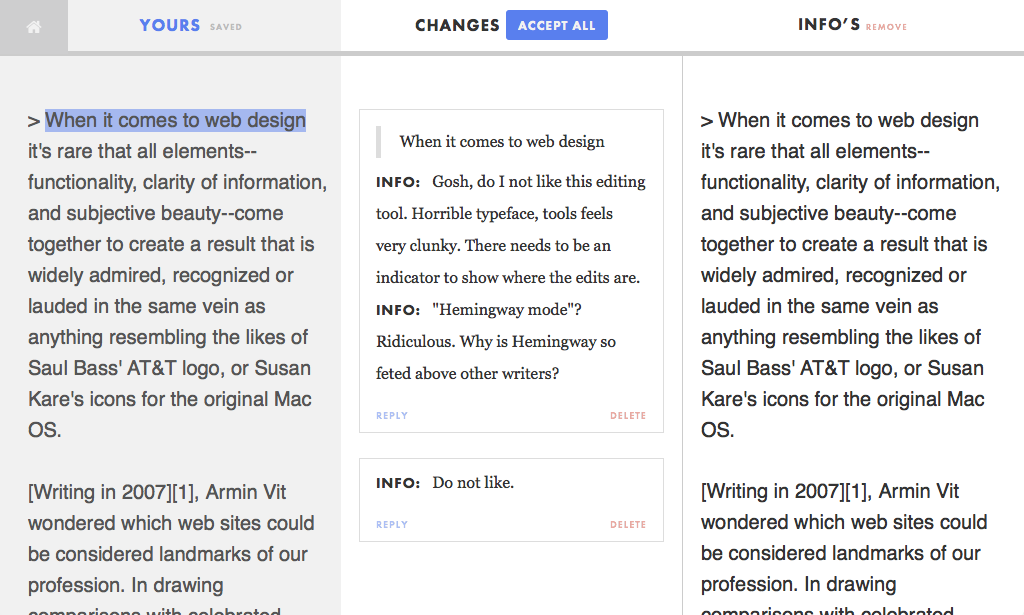 YOURS SAVED
CHANGES ACCEPT ALL
INFO’S REMOVE
> When it comes to web design
it's rare that all elements--
functionality, clarity of information,
and subjective beauty--come
together to create a result that is
widely admired, recognized or
lauded in the same vein as
anything resembling the likes of
Saul Bass' AT&T logo, or Susan
Kare's icons for the original Mac
OS.
[Writing in 2007][1], Armin Vit
wondered which web sites could
be considered landmarks of our
profession. In drawing
comparisons with celebrated
When it comes to web design
INFO: Gosh, do I not like this editing
tool. Horrible typeface, tools feels
very clunky. There needs to be an
indicator to show where the edits are.
INFO: "Hemingway mode"?
Ridiculous. Why is Hemingway so
feted above other writers?
REPLY DELETE
INFO: Do not like.
REPLY DELETE
> When it comes to web design
it's rare that all elements--
functionality, clarity of information,
and subjective beauty--come
together to create a result that is
widely admired, recognized or
lauded in the same vein as
anything resembling the likes of
Saul Bass' AT&T logo, or Susan
Kare's icons for the original Mac
OS.
[Writing in 2007][1], Armin Vit
wondered which web sites could
be considered landmarks of our
profession. In drawing
comparisons with celebrated